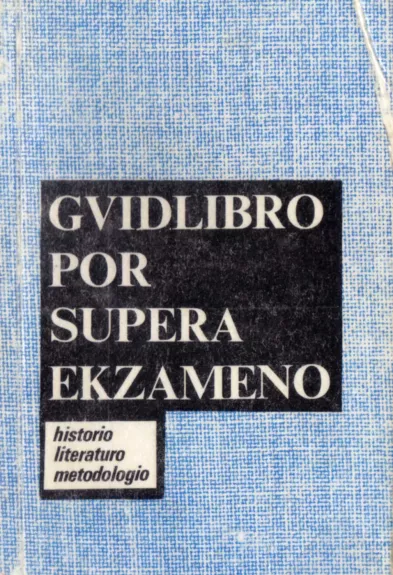 GVIDLIBRO
POR
SUPERA
EKZAMENO
historio
literaturo
metodologio